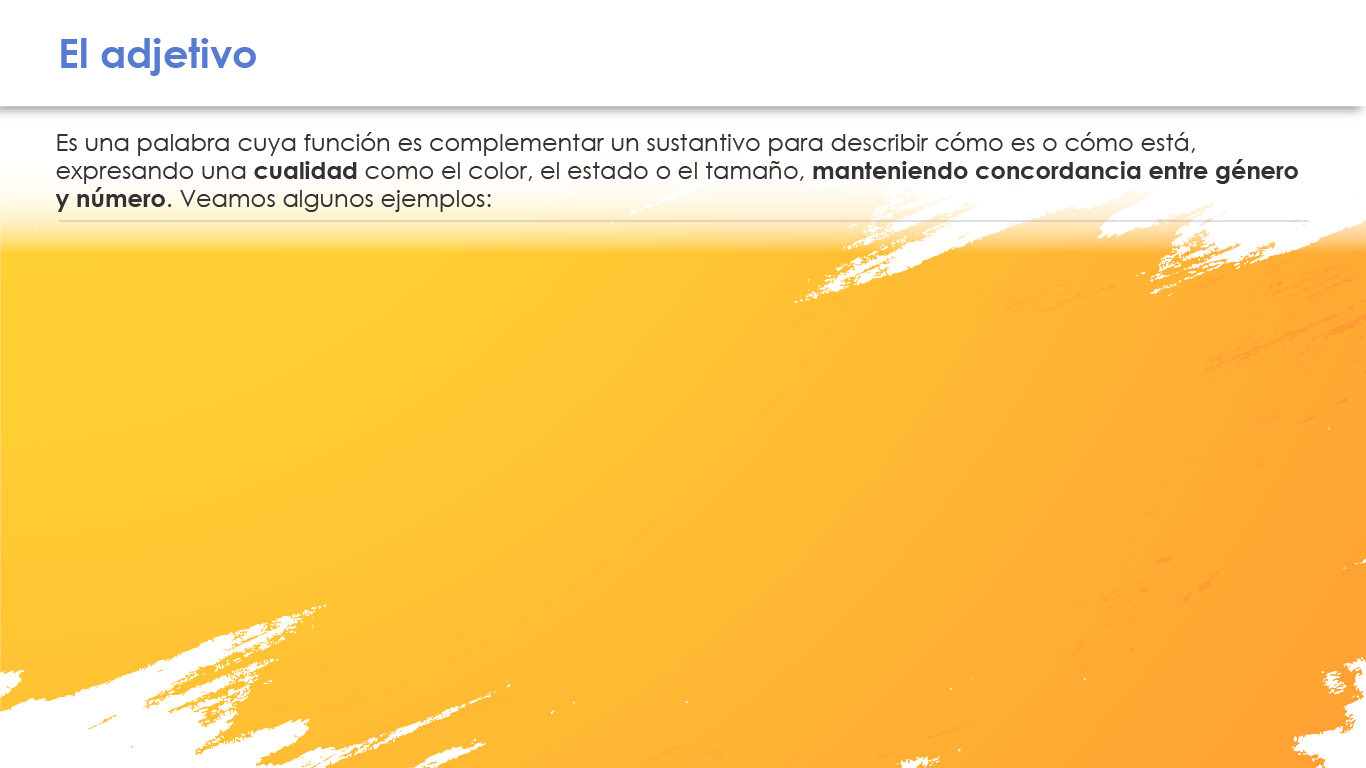 El adjetivo
Es una palabra cuya función es complementar un sustantivo para describir cómo es o cómo está,
expresando una cualidad como el color, el estado o el tamaño, manteniendo concordancia entre género
y número. Veamos algunos ejemplos: